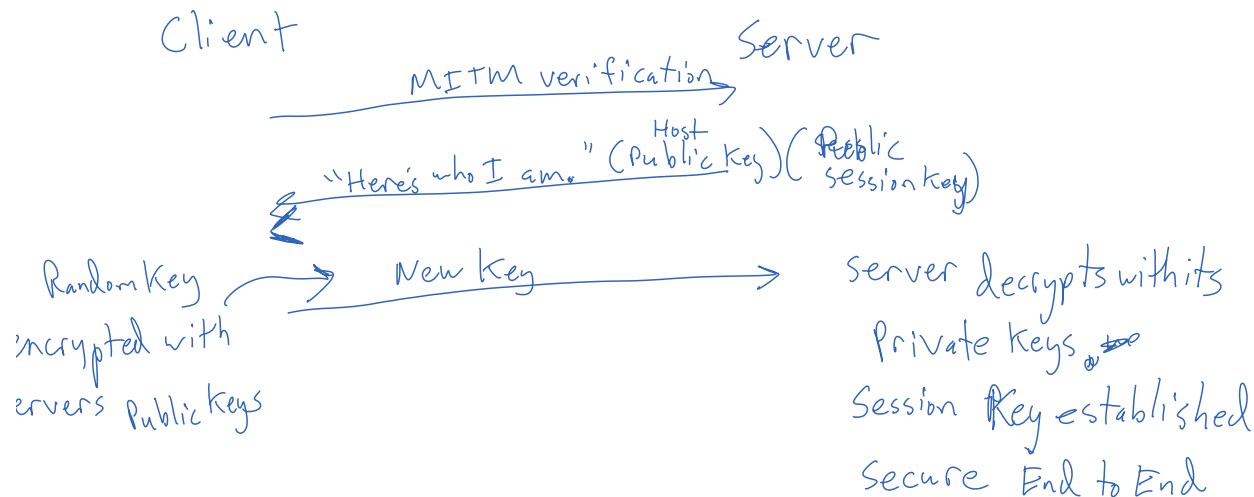 Client
Server
MITM verification
"Here's who I am." (Public Key) (Public
Host
session key)
Random Key
New Key
server decrypts with its
ncrypted with
Private Keys.
ervers Public Keys
Session Key established
Secure End to End